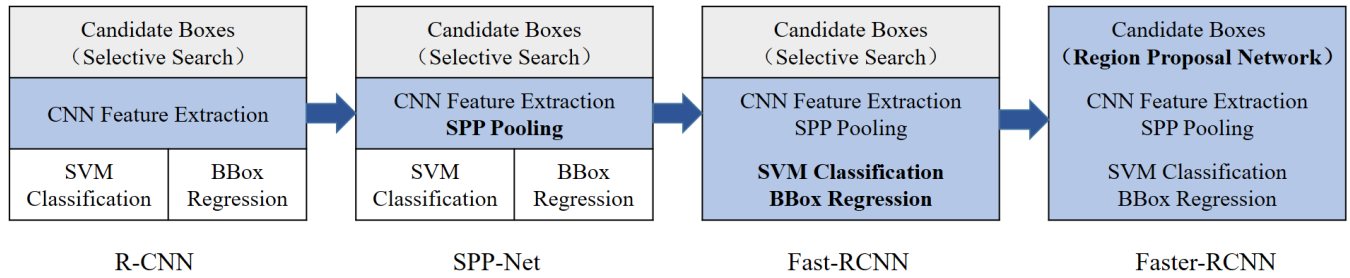 Candidate Boxes
（Selective Search）
CNN Feature Extraction
SVM
Classification
BBox
Regression
R-CNN
Candidate Boxes
（Selective Search）
CNN Feature Extraction
SPP Pooling
SVM
Classification
BBox
Regression
SPP-Net
Candidate Boxes
（Selective Search）
CNN Feature Extraction
SPP Pooling
SVM Classification
BBox Regression
Fast-RCNN
Candidate Boxes
（Region Proposal Network）
CNN Feature Extraction
SPP Pooling
SVM Classification
BBox Regression
Faster-RCNN